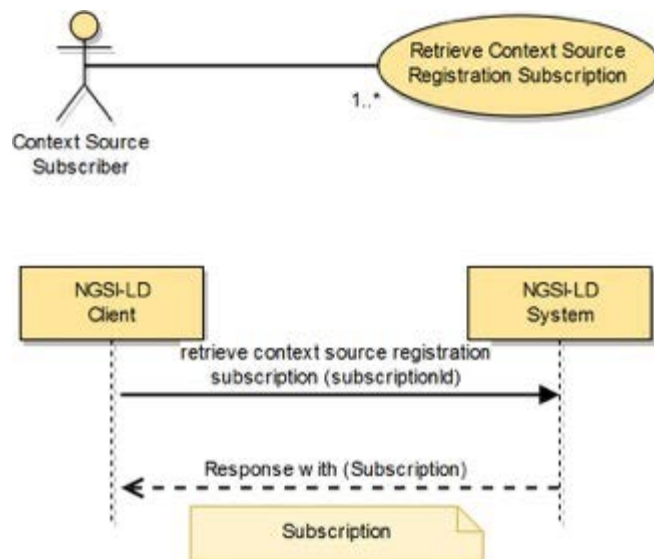 Retrieve Context Source
Registration Subscription
1..*
Context Source
Subscriber
NGSI-LD
Client
NGSI-LD
System
retrieve context source registration
subscription (subscriptionId)
Response with (Subscription)
Subscription